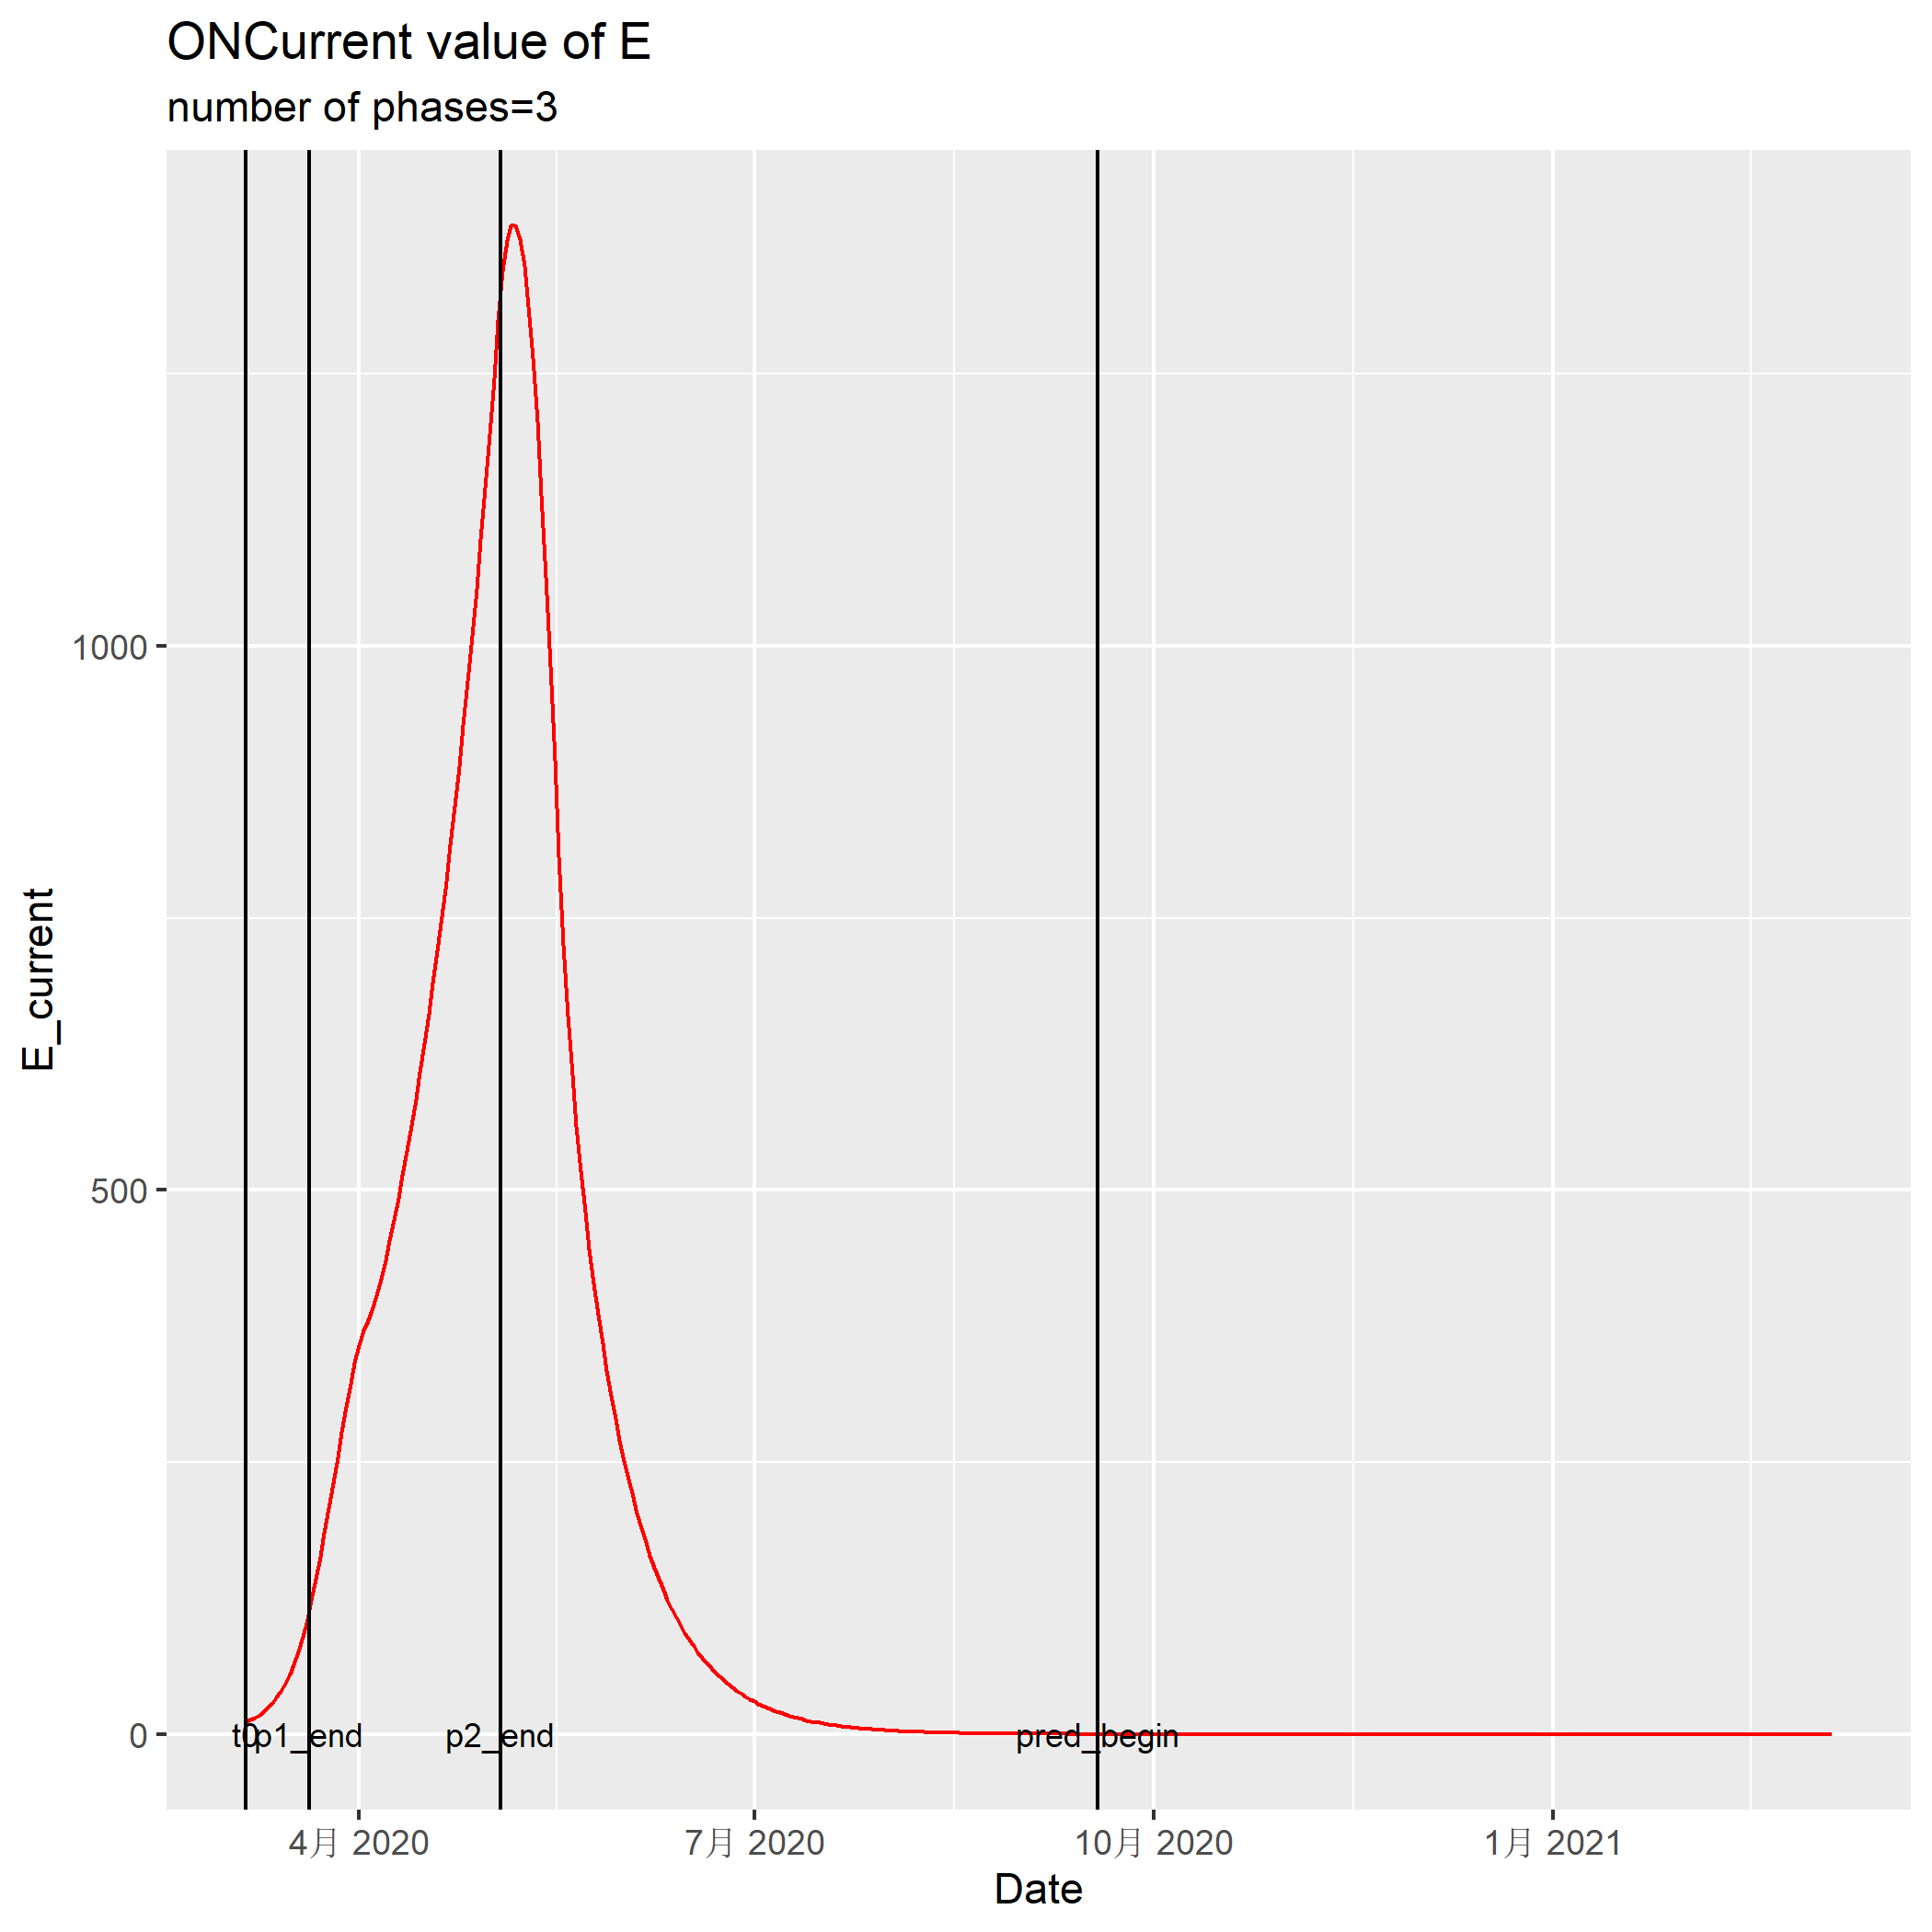 ONCurrent value of E
number of phases=3
E_current
1000
500
0
t0
p1_end
p2_end
pred_begin
4月 2020
7月 2020
10月 2020
1月 2021
Date